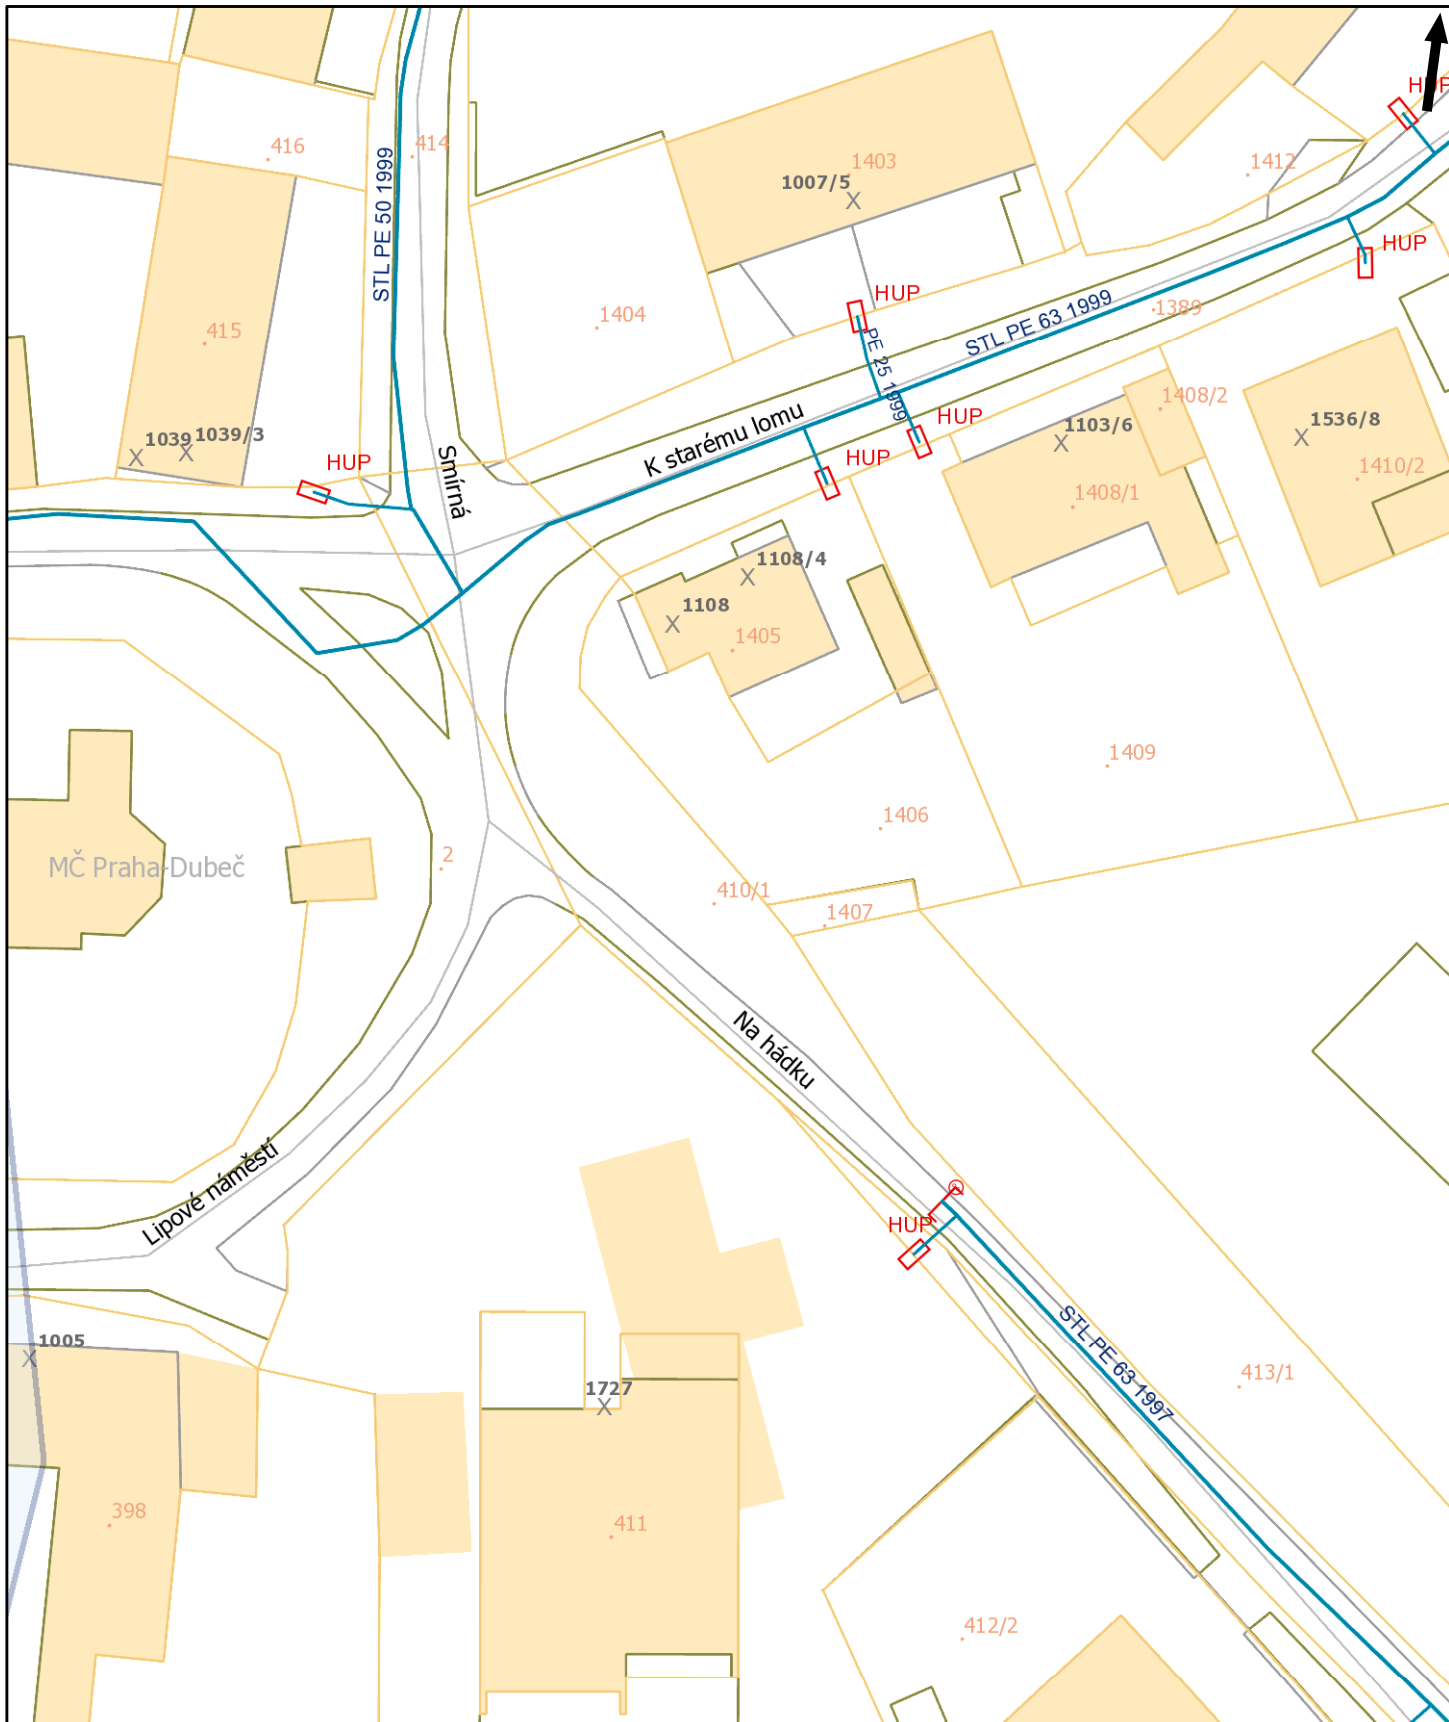 HUP
416
414
1403
1007/5
1412
STL PE 50 1999
HUP
HUP
1404
415
1389
STL PE 63 1999
PE 25 1999
1408/2
HUP
K starému lomu
1103/6
1536/8
1039
1039/3
HUP
Smírná
HUP
1410/2
1408/1
1108/4
1108
1405
1409
1406
MČ Praha-Dubeč
2
410/1
1407
Na hádku
Lipové náměstí
HUP
1005
STL PE 63 1997
413/1
1727
398
411
412/2